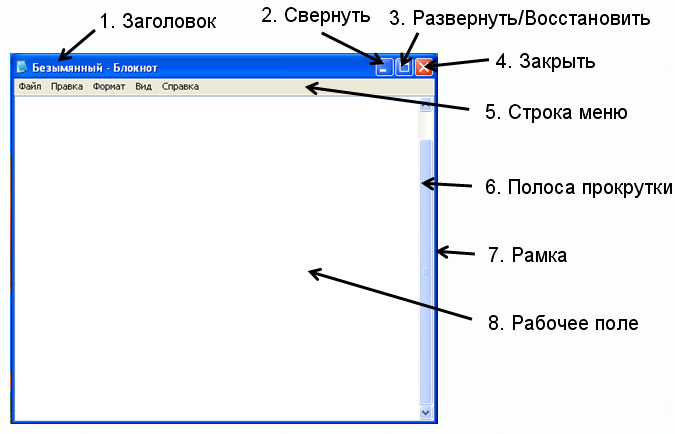 1. Заголовок
2. Свернуть
3. Развернуть/Восстановить
4. Закрыть
Безымянный - Блокнот
Файл Правка Формат Вид Справка
5. Строка меню
6. Полоса прокрутки
7. Рамка
8. Рабочее поле